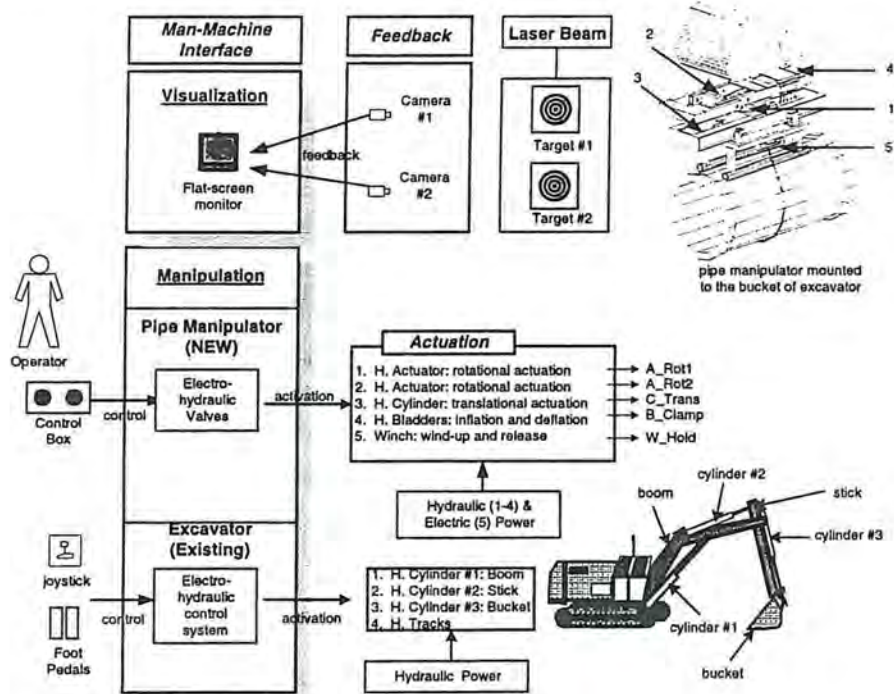 Man-Machine
Interface
Feedback
Laser Beam
Visualization
Flat-screen
monitor
feedback
Camera
#1
Camera
#2
Target #1
Target #2
2
3
4
1
5
pipe manipulator mounted
to the bucket of excavator
Operator
Control
Box
control
Manipulation
Pipe Manipulator
(NEW)
Electro-
hydraulic
Valves
activation
Actuation
1. H. Actuator: rotational actuation
2. H. Actuator: rotational actuation
3. H. Cylinder: translational actuation
4. H. Bladders: inflation and deflation
5. Winch: wind-up and release
A_Rot1
A_Rot2
C_Trans
B_Clamp
W_Hold
Hydraulic (1-4) &
Electric (5) Power
joystick
Foot
Pedals
control
Excavator
(Existing)
Electro-
hydraulic
control
system
activation
1. H. Cylinder #1: Boom
2. H. Cylinder #2: Stick
3. H. Cylinder #3: Bucket
4. H. Tracks
Hydraulic Power
boom
cylinder #2
stick
cylinder #3
cylinder #1
bucket